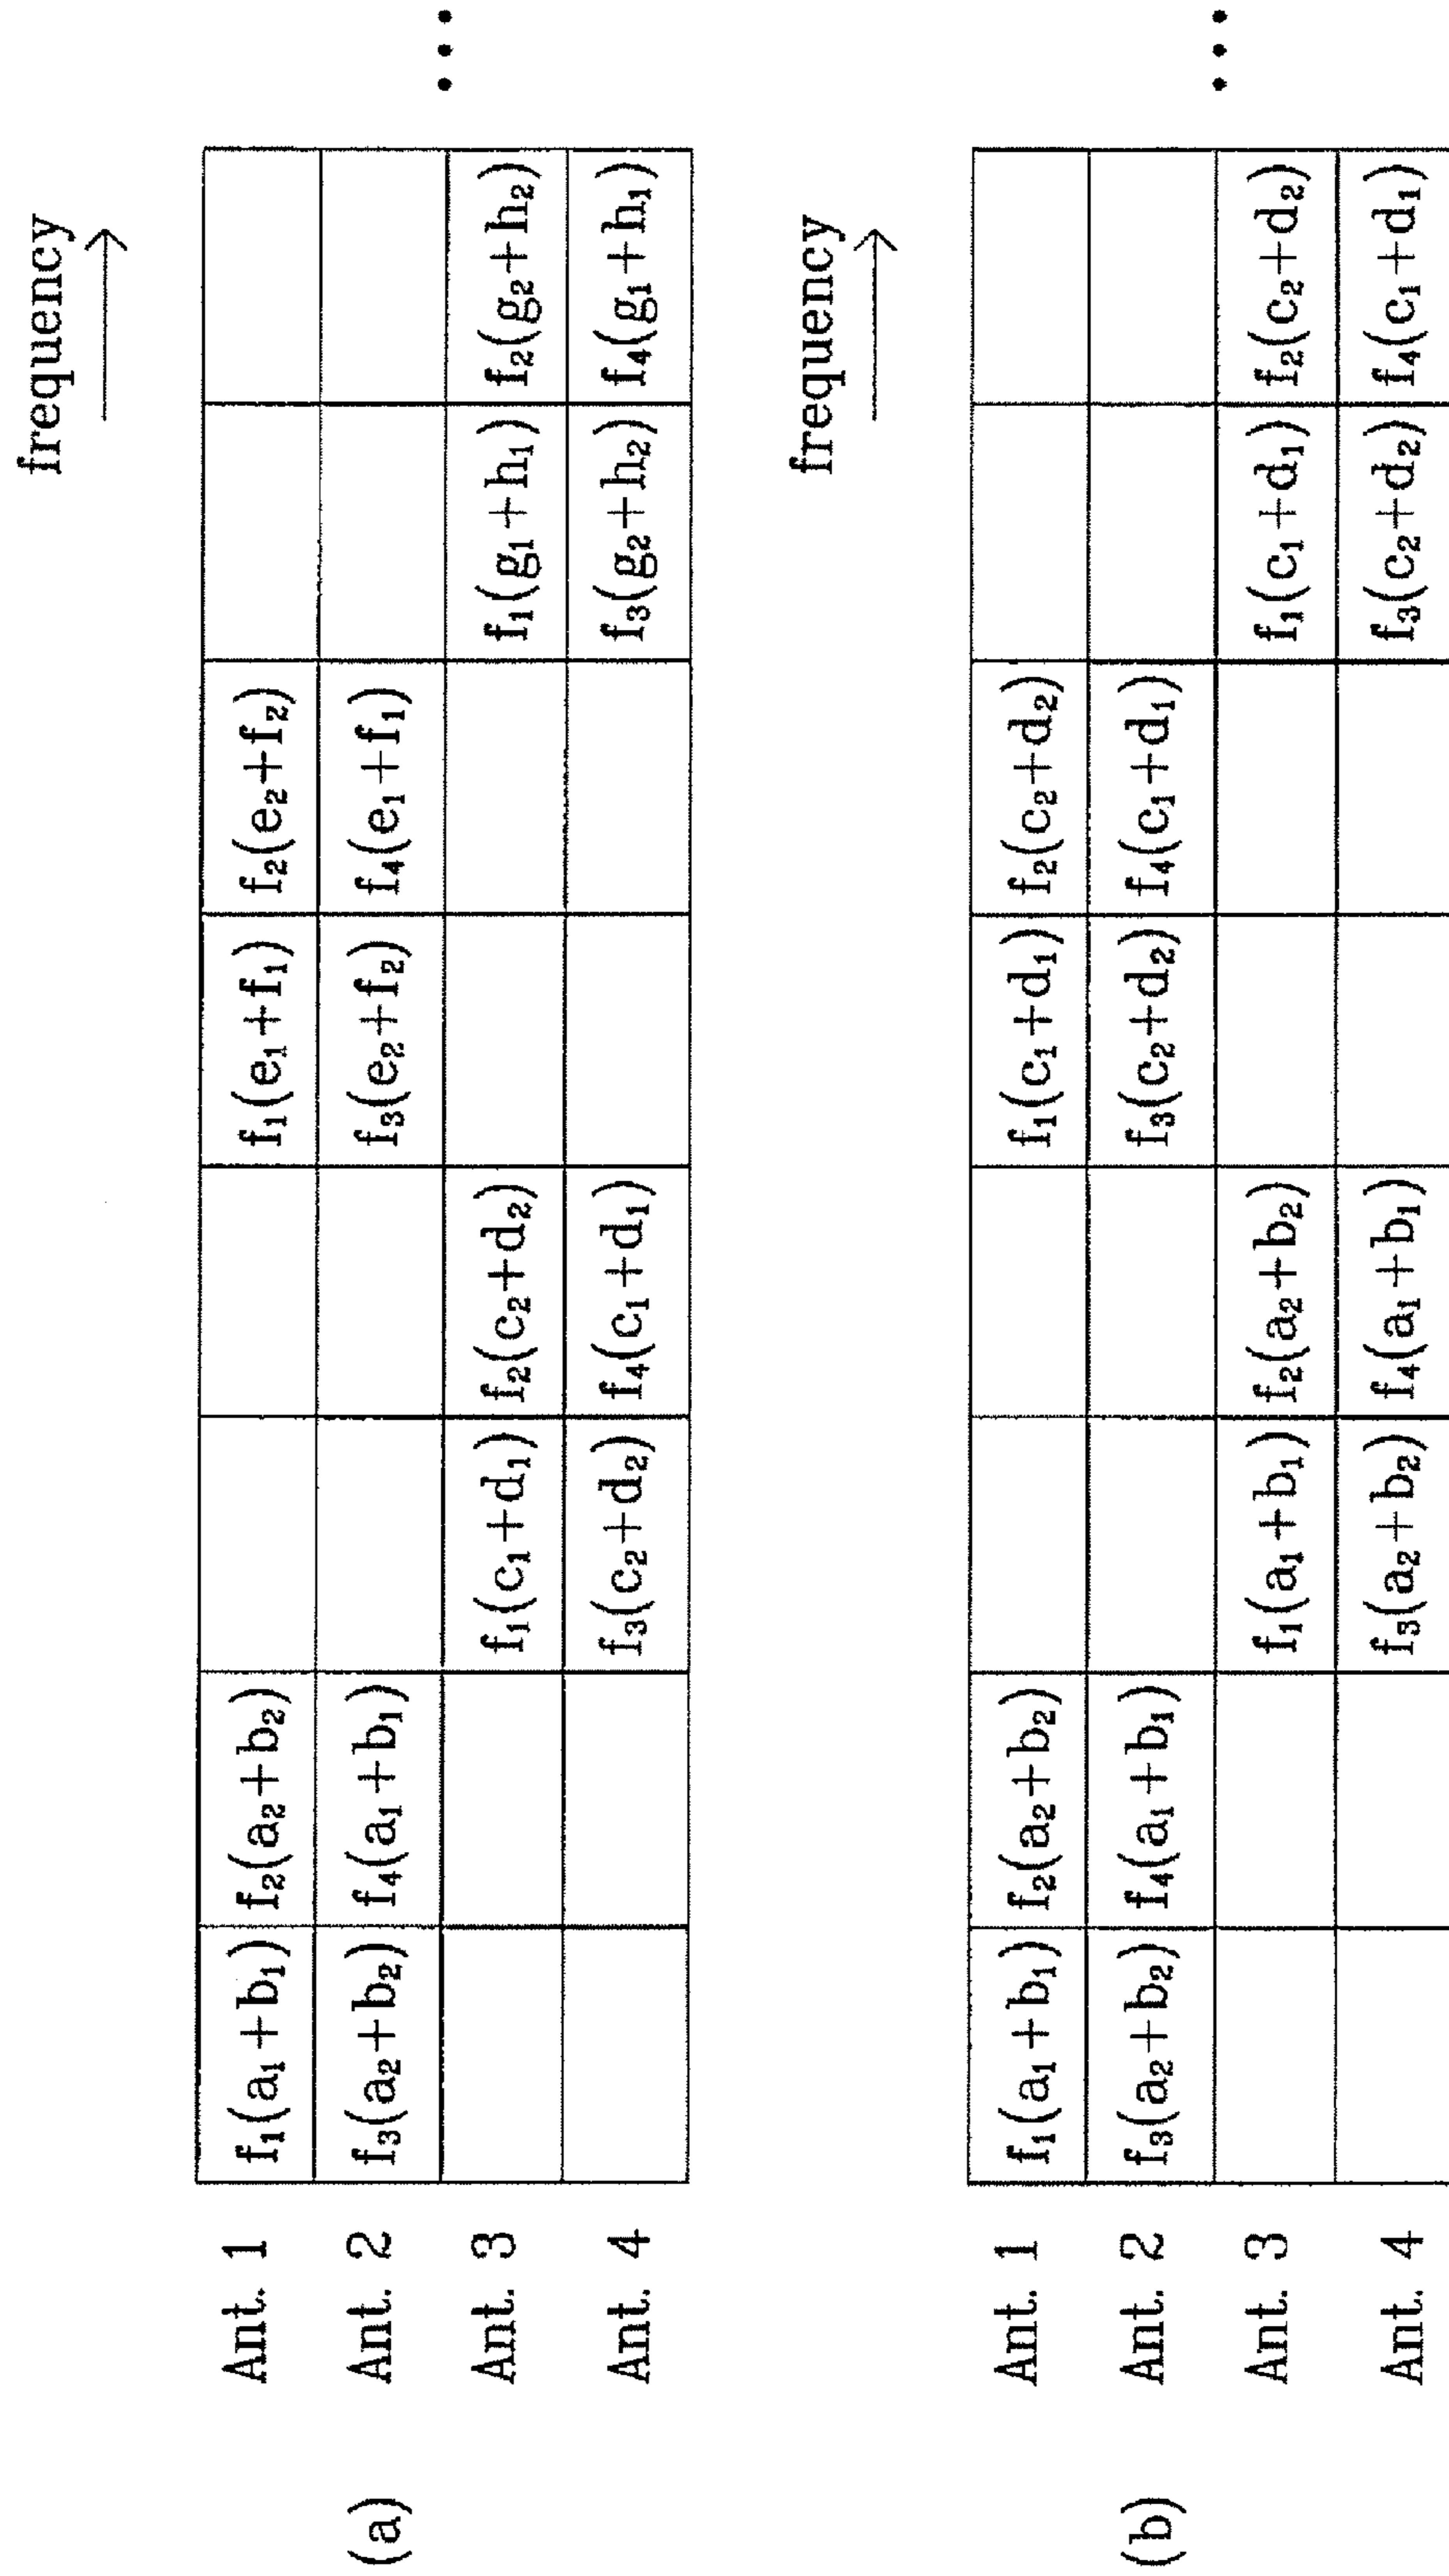 frequency
Ant. 1 f₁(a₁+b₁) f₂(a₂+b₂) f₁(e₁+f₁) f₂(e₂+f₂)
(a) Ant. 2 f₃(a₂+b₂) f₄(a₁+b₁) f₃(e₂+f₂) f₄(e₁+f₁)
Ant. 3 f₁(c₁+d₁) f₂(c₂+d₂) f₁(g₁+h₁) f₂(g₂+h₂)
Ant. 4 f₃(c₂+d₂) f₄(c₁+d₁) f₃(g₂+h₂) f₄(g₁+h₁)
frequency
Ant. 1 f₁(a₁+b₁) f₂(a₂+b₂) f₁(c₁+d₁) f₂(c₂+d₂)
(b) Ant. 2 f₃(a₂+b₂) f₄(a₁+b₁) f₃(c₂+d₂) f₄(c₁+d₁)
Ant. 3 f₁(a₁+b₁) f₂(a₂+b₂) f₁(c₁+d₁) f₂(c₂+d₂)
Ant. 4 f₃(a₂+b₂) f₄(a₁+b₁) f₃(c₂+d₂) f₄(c₁+d₁)